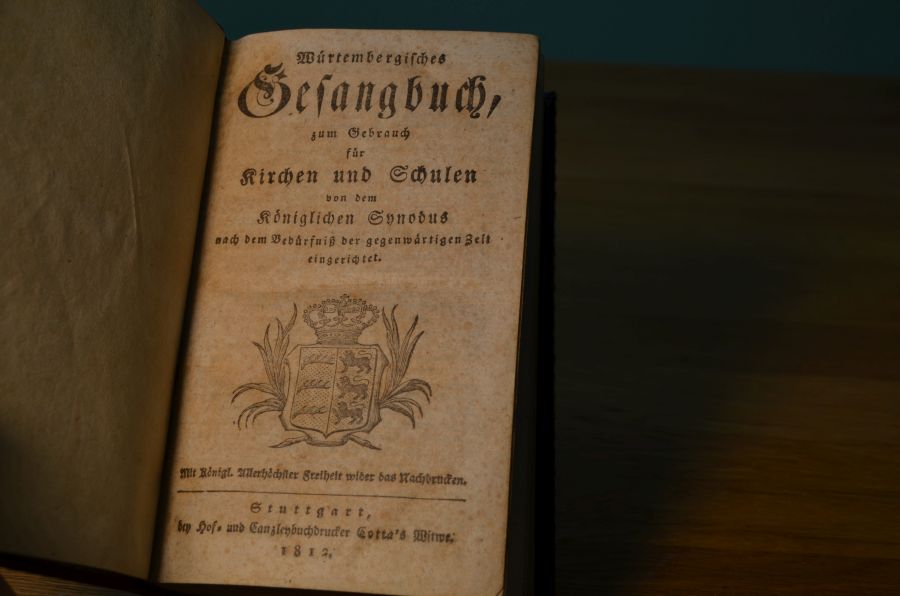 Würtembergisches
Gesangbuch,
zum Gebrauch
für
Kirchen und Schulen
von dem
Königlichen Synodus
nach dem Bedürfniß der gegenwärtigen Zeit
eingerichtet.
Mit Königl. Allerhöchster Freiheit wider das Nachdrucken.
Stuttgart,
bey Hof- und Canzleybuchdrucker Cotta's Witwe.
1812.